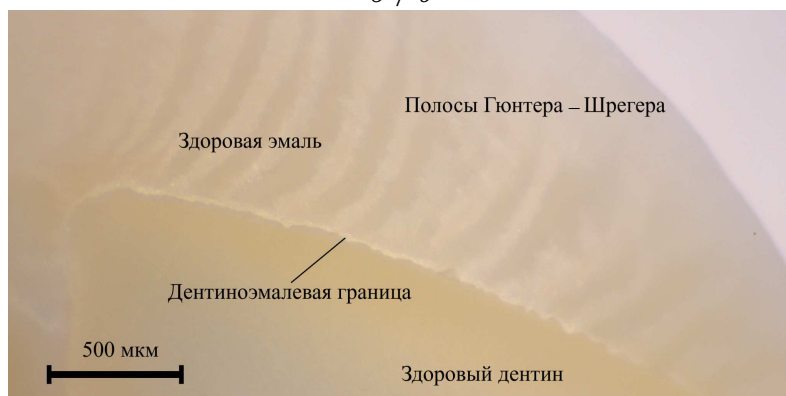 Полосы Гюнтера – Шрегера
Здоровая эмаль
Дентиноэмалевая граница
500 мкм
Здоровый дентин